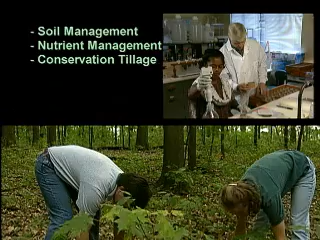 - Soil Management
- Nutrient Management
- Conservation Tillage